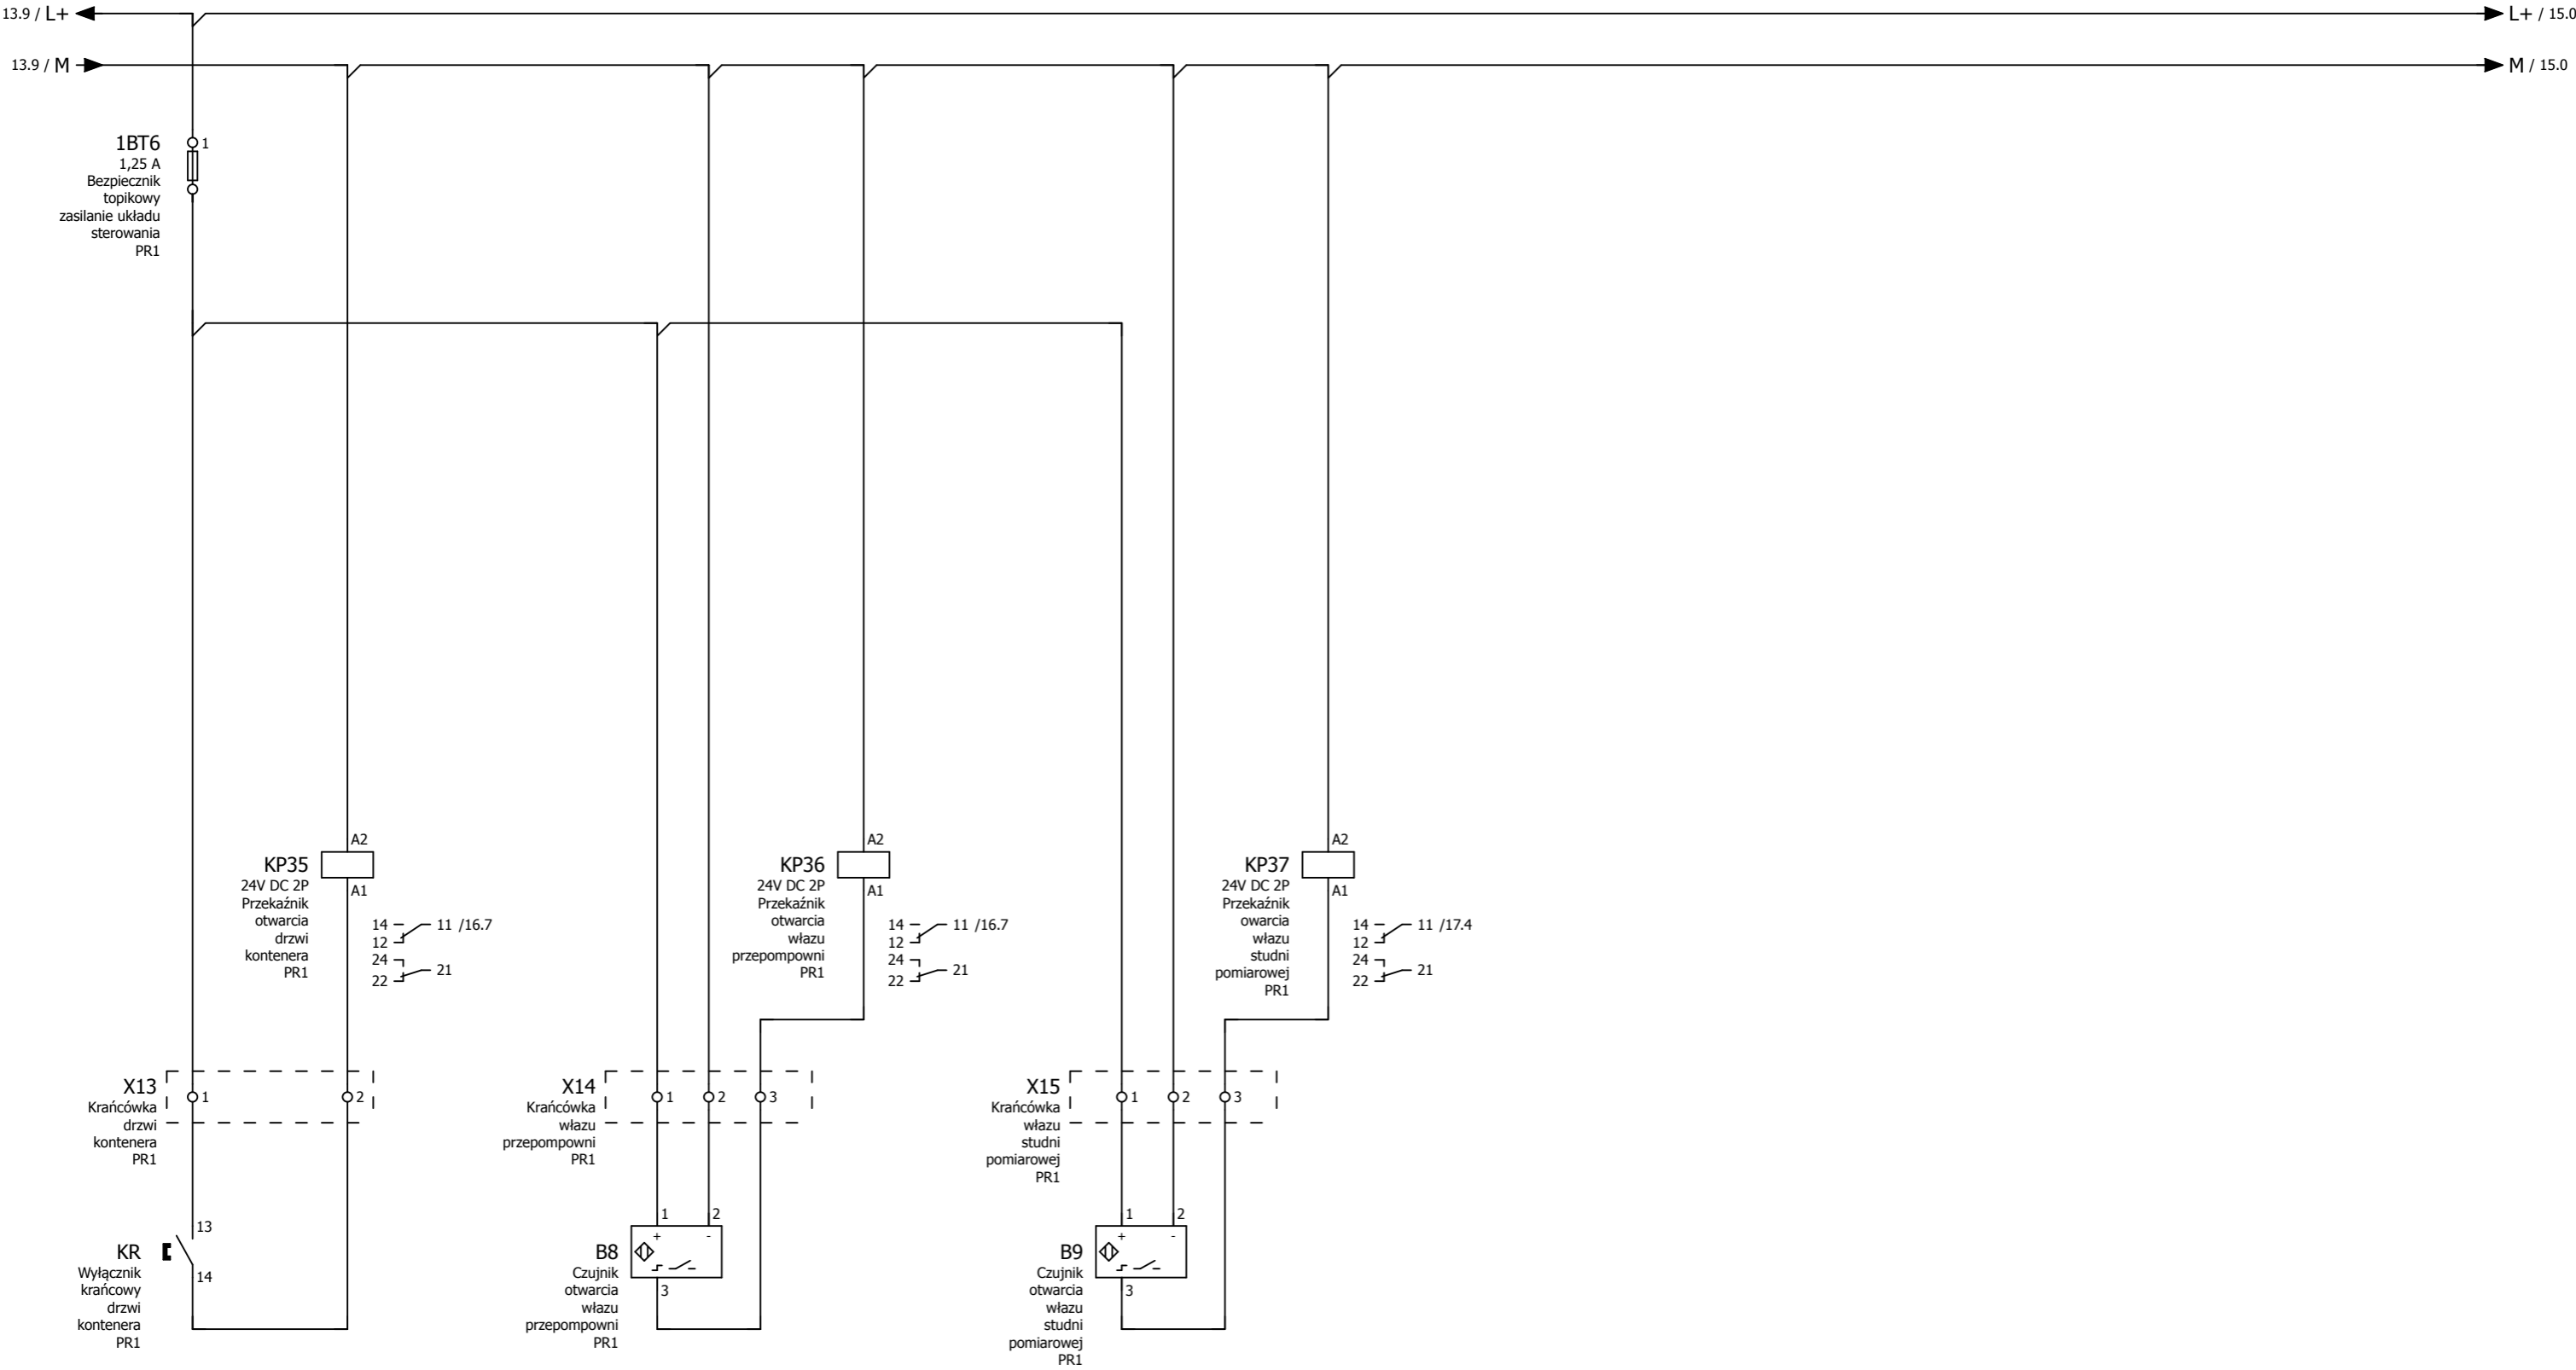 13.9 / L+
L+ / 15.0
13.9 / M
M / 15.0
1BT6
1,25 A
Bezpiecznik
topikowy
zasilanie układu
sterowania
PR1
1
KP35
24V DC 2P
Przekaźnik
otwarcia
drzwi
kontenera
PR1
A2
A1
14
11 /16.7
12
24
21
22
KP36
24V DC 2P
Przekaźnik
otwarcia
włazu
przepompowni
PR1
A2
A1
14
11 /16.7
12
24
21
22
KP37
24V DC 2P
Przekaźnik
owarcia
włazu
studni
pomiarowej
PR1
A2
A1
14
11 /17.4
12
24
21
22
X13
Krańcówka
drzwi
kontenera
PR1
1
2
X14
Krańcówka
włazu
przepompowni
PR1
1
2
3
X15
Krańcówka
włazu
studni
pomiarowej
PR1
1
2
3
KR
Wyłącznik
krańcowy
drzwi
kontenera
PR1
13
14
B8
Czujnik
otwarcia
włazu
przepompowni
PR1
1
2
+
-
3
B9
Czujnik
otwarcia
włazu
studni
pomiarowej
PR1
1
2
+
-
3